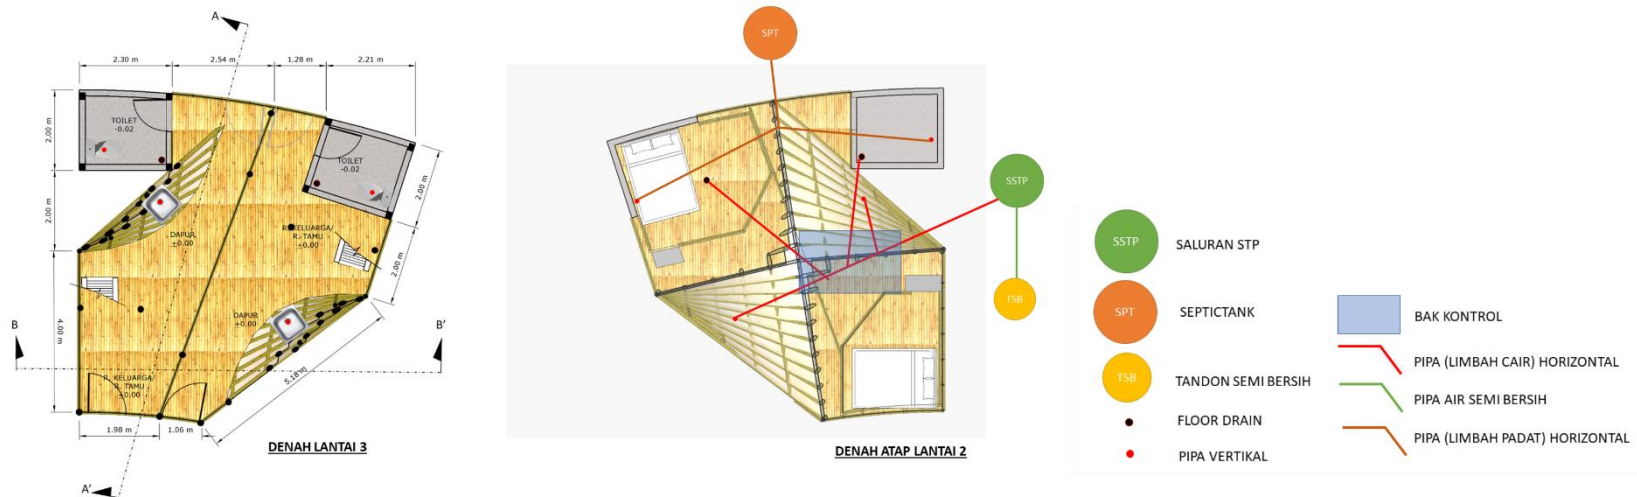 A
2.30 m
2.54 m
1.28 m
2.21 m
2.00 m
TOILET
-0.02
TOILET
-0.02
2.00 m
2.00 m
DAPUR
±0.00
R. KELUARGA/
R. TAMU
±0.00
2.00 m
4.00 m
DAPUR
±0.00
B
B'
5.18 m
R. KELUARGA/
R. TAMU
±0.00
1.98 m
1.06 m
DENAH LANTAI 3
A'
SPT
SSTP
TSB
DENAH ATAP LANTAI 2
SSTP
SALURAN STP
SPT
SEPTICTANK
TSB
TANDON SEMI BERSIH
FLOOR DRAIN
PIPA VERTIKAL
BAK KONTROL
PIPA (LIMBAH CAIR) HORIZONTAL
PIPA AIR SEMI BERSIH
PIPA (LIMBAH PADAT) HORIZONTAL